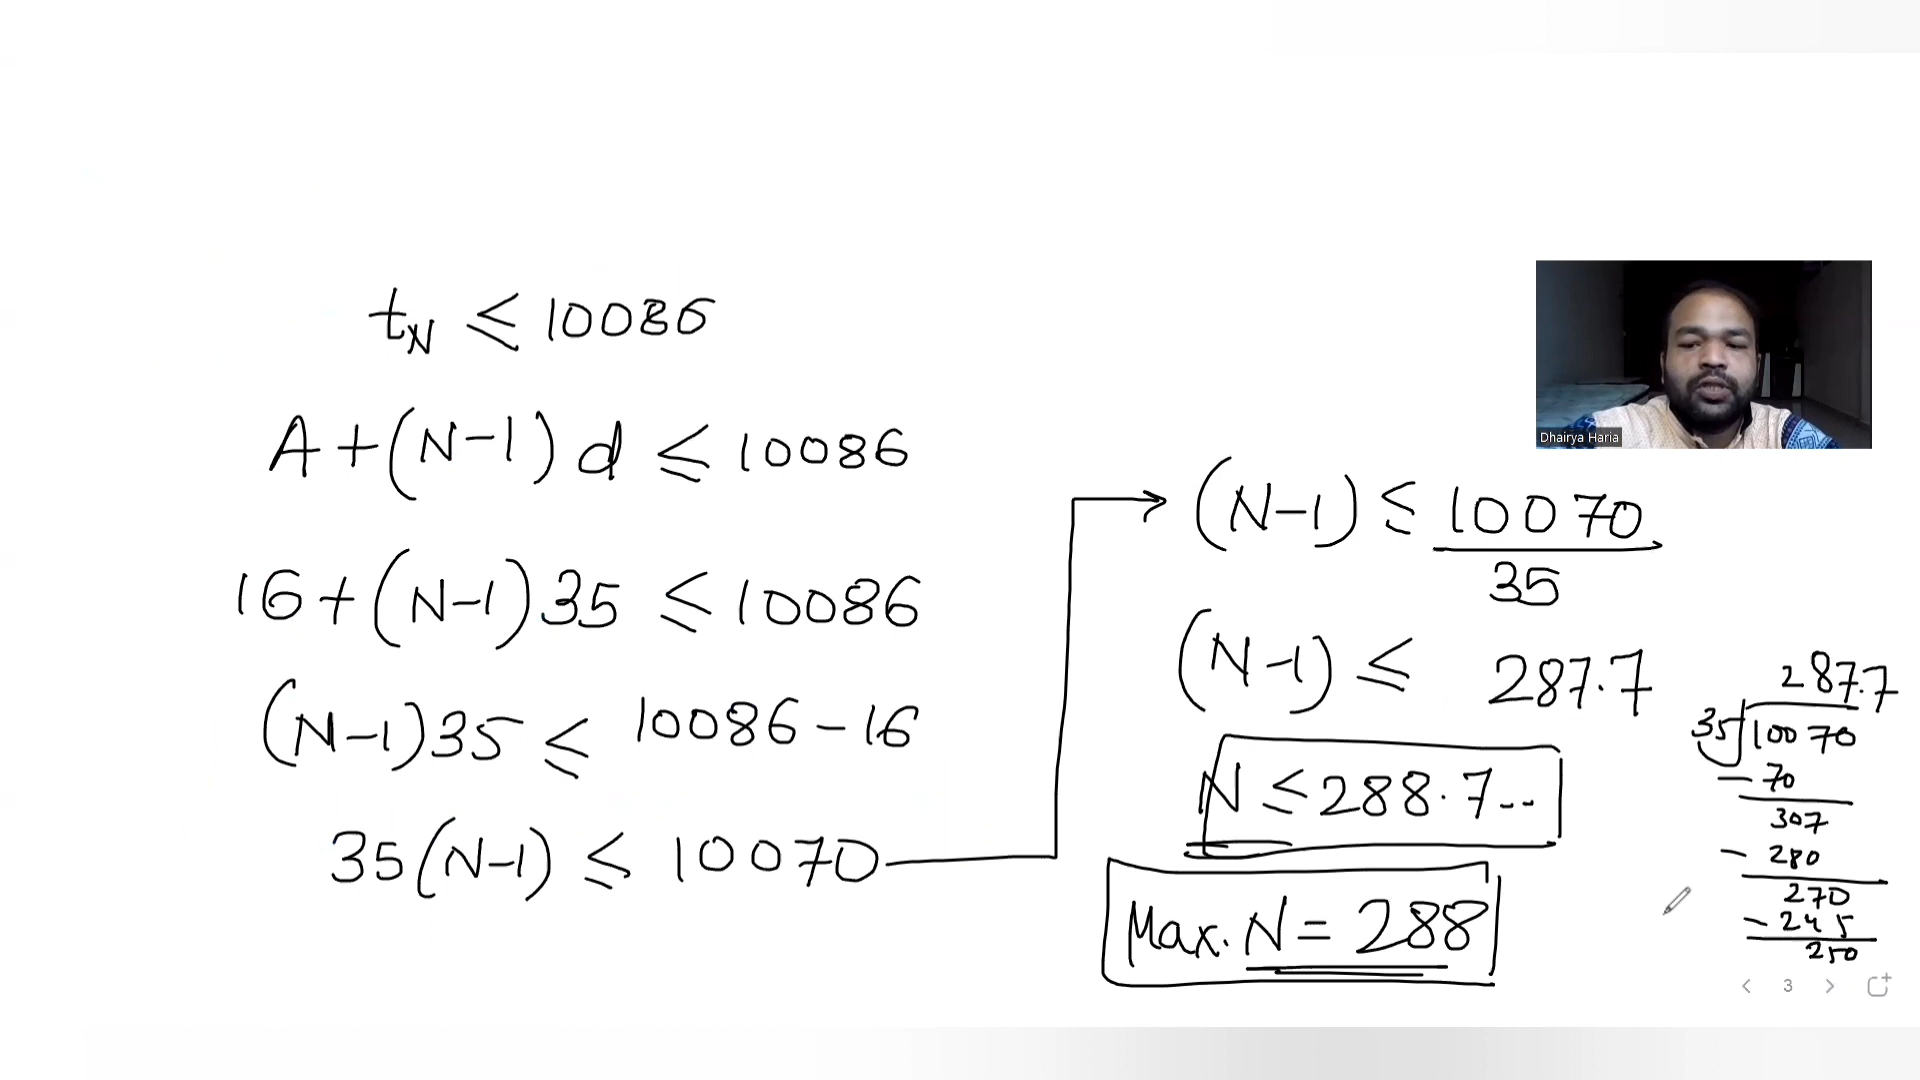 tN ≤ 10086
A+(N-1)d ≤ 10086
16+(N-1)35 ≤ 10086
(N-1)35 ≤ 10086-16
35(N-1) ≤ 10070
Dhairya Haria
(N-1) ≤ 10070
35
(N-1) ≤ 287.7
N ≤ 288.7--
Max. N = 288
287.7
35 10070
- 70
307
- 280
270
- 245
250
< 3 >